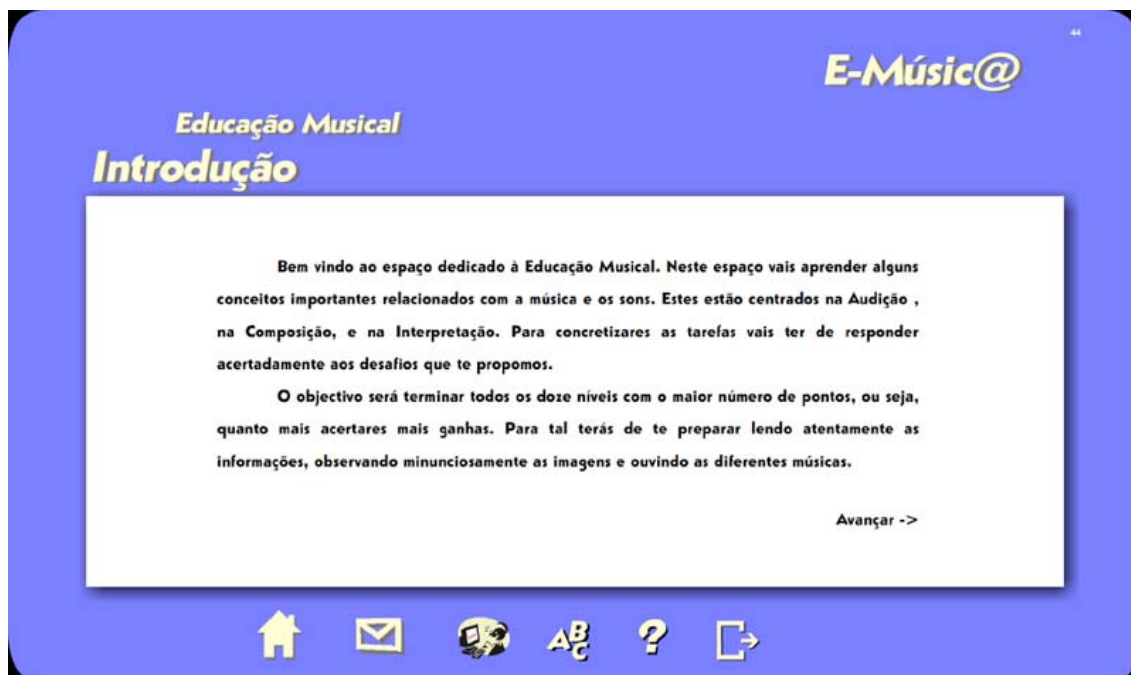 44
E-Músic@
Educação Musical
Introdução
Bem vindo ao espaço dedicado à Educação Musical. Neste espaço vais aprender alguns
conceitos importantes relacionados com a música e os sons. Estes estão centrados na Audição ,
na Composição, e na Interpretação. Para concretizares as tarefas vais ter de responder
acertadamente aos desafios que te propomos.
O objectivo será terminar todos os doze níveis com o maior número de pontos, ou seja,
quanto mais acertares mais ganhas. Para tal terás de te preparar lendo atentamente as
informações, observando minunciosamente as imagens e ouvindo as diferentes músicas.
Avançar ->
ABC ?